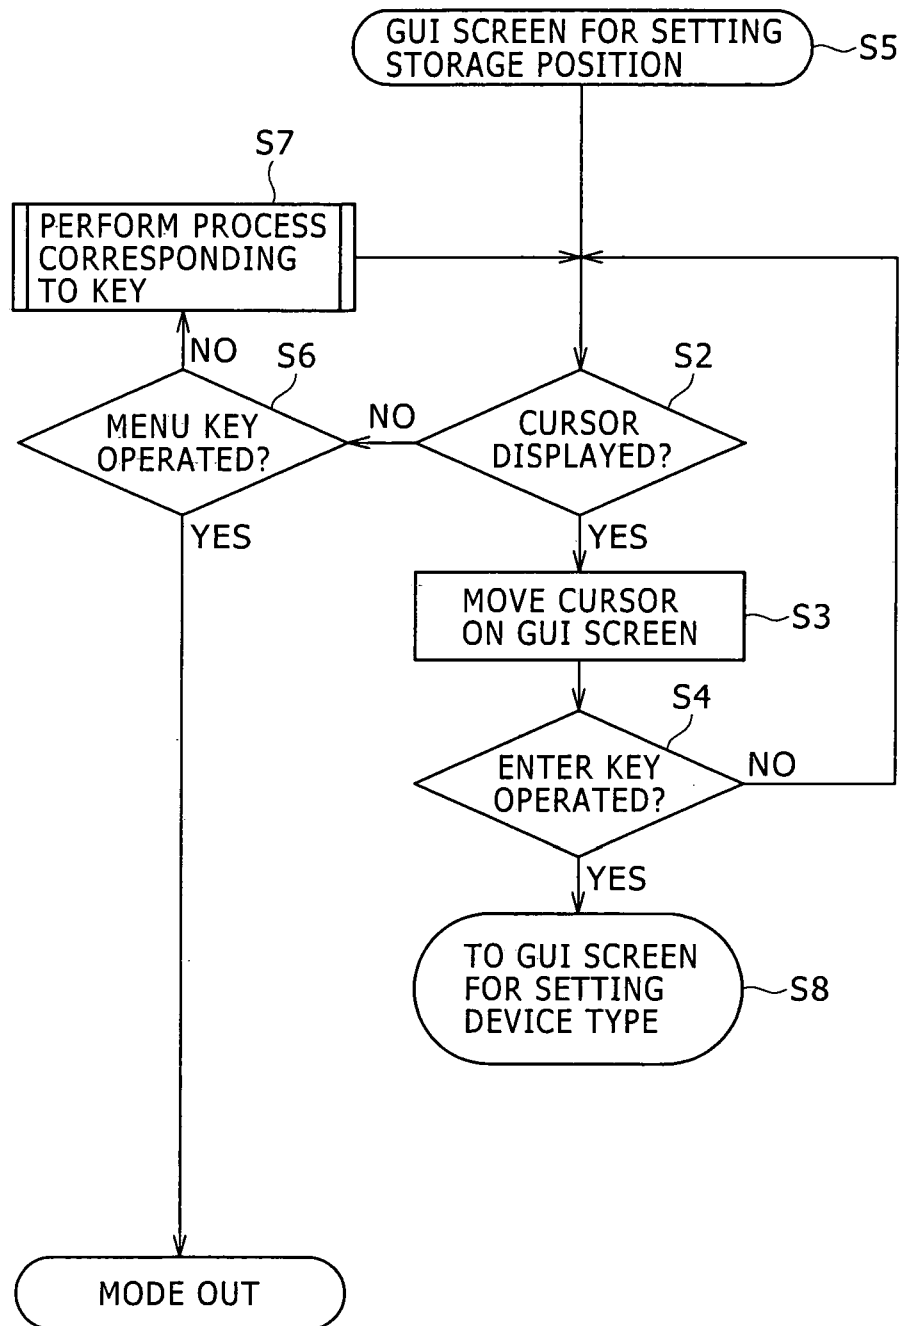 GUI SCREEN FOR SETTING
STORAGE POSITION
S5
S7
PERFORM PROCESS
CORRESPONDING
TO KEY
NO
S6
MENU KEY
OPERATED?
YES
NO
S2
CURSOR
DISPLAYED?
YES
MOVE CURSOR
ON GUI SCREEN
S3
S4
ENTER KEY
OPERATED?
NO
YES
TO GUI SCREEN
FOR SETTING
DEVICE TYPE
S8
MODE OUT